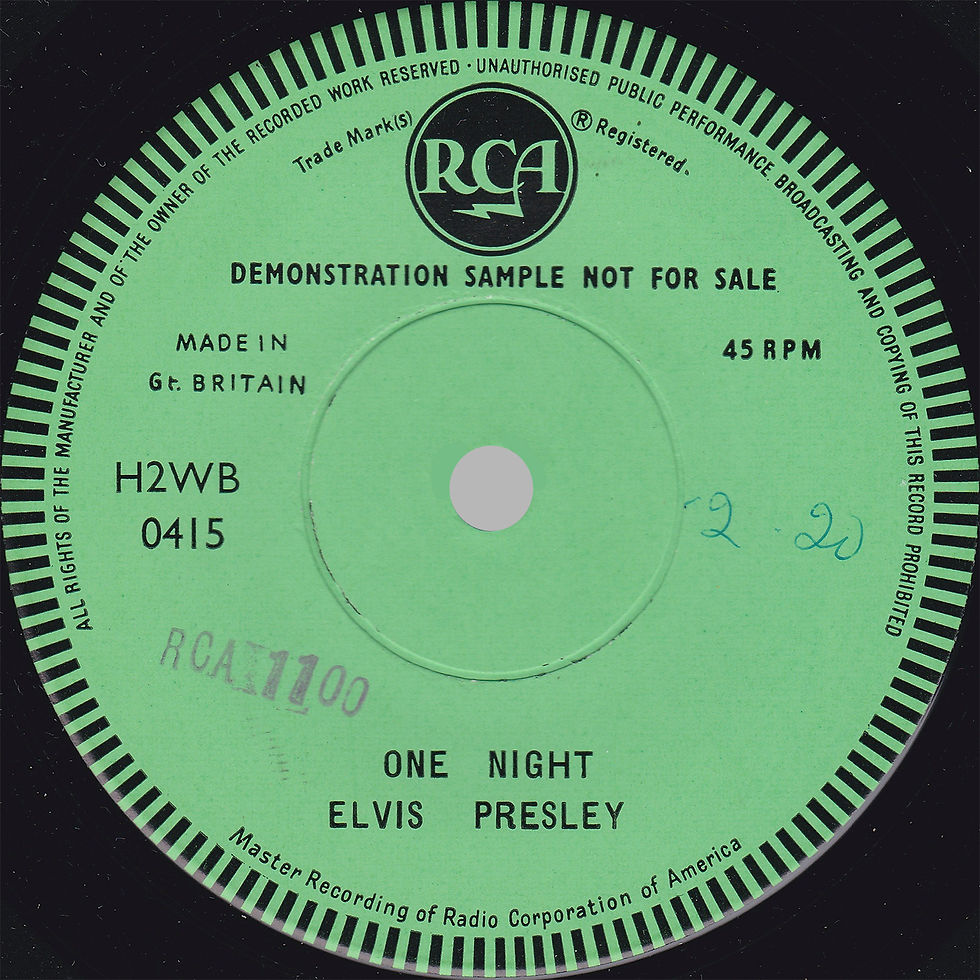 ALL RIGHTS OF THE MANUFACTURER AND OF THE OWNER OF THE RECORDED WORK RESERVED · UNAUTHORISED PUBLIC PERFORMANCE BROADCASTING AND COPYING OF THIS RECORD PROHIBITED
Trade Mark(s)
RCA
® Registered.
DEMONSTRATION SAMPLE NOT FOR SALE
MADE IN
Gt. BRITAIN
45 RPM
H2WB
0415
2 · 20
RCA 1100
ONE NIGHT
ELVIS PRESLEY
Master Recording of Radio Corporation of America